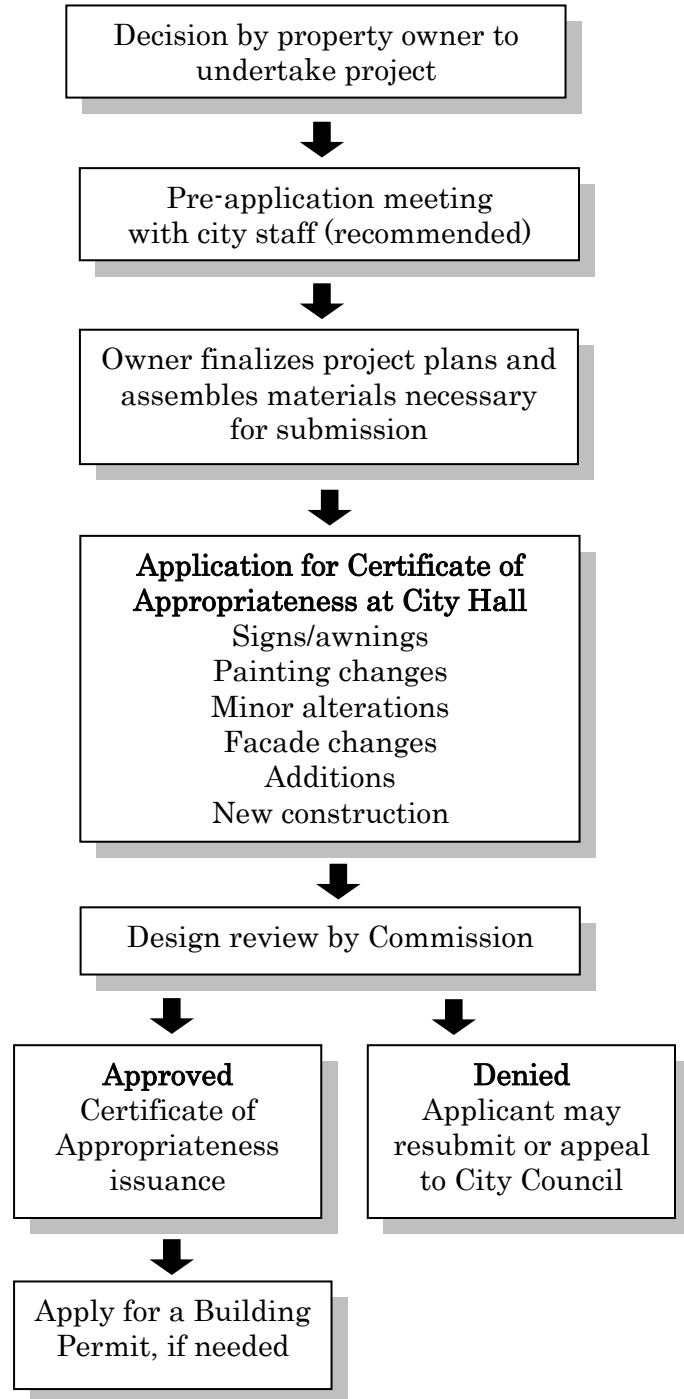 Decision by property owner to
undertake project
Pre-application meeting
with city staff (recommended)
Owner finalizes project plans and
assembles materials necessary
for submission
Application for Certificate of
Appropriateness at City Hall
Signs/awnings
Painting changes
Minor alterations
Facade changes
Additions
New construction
Design review by Commission
Approved
Certificate of
Appropriateness
issuance
Denied
Applicant may
resubmit or appeal
to City Council
Apply for a Building
Permit, if needed